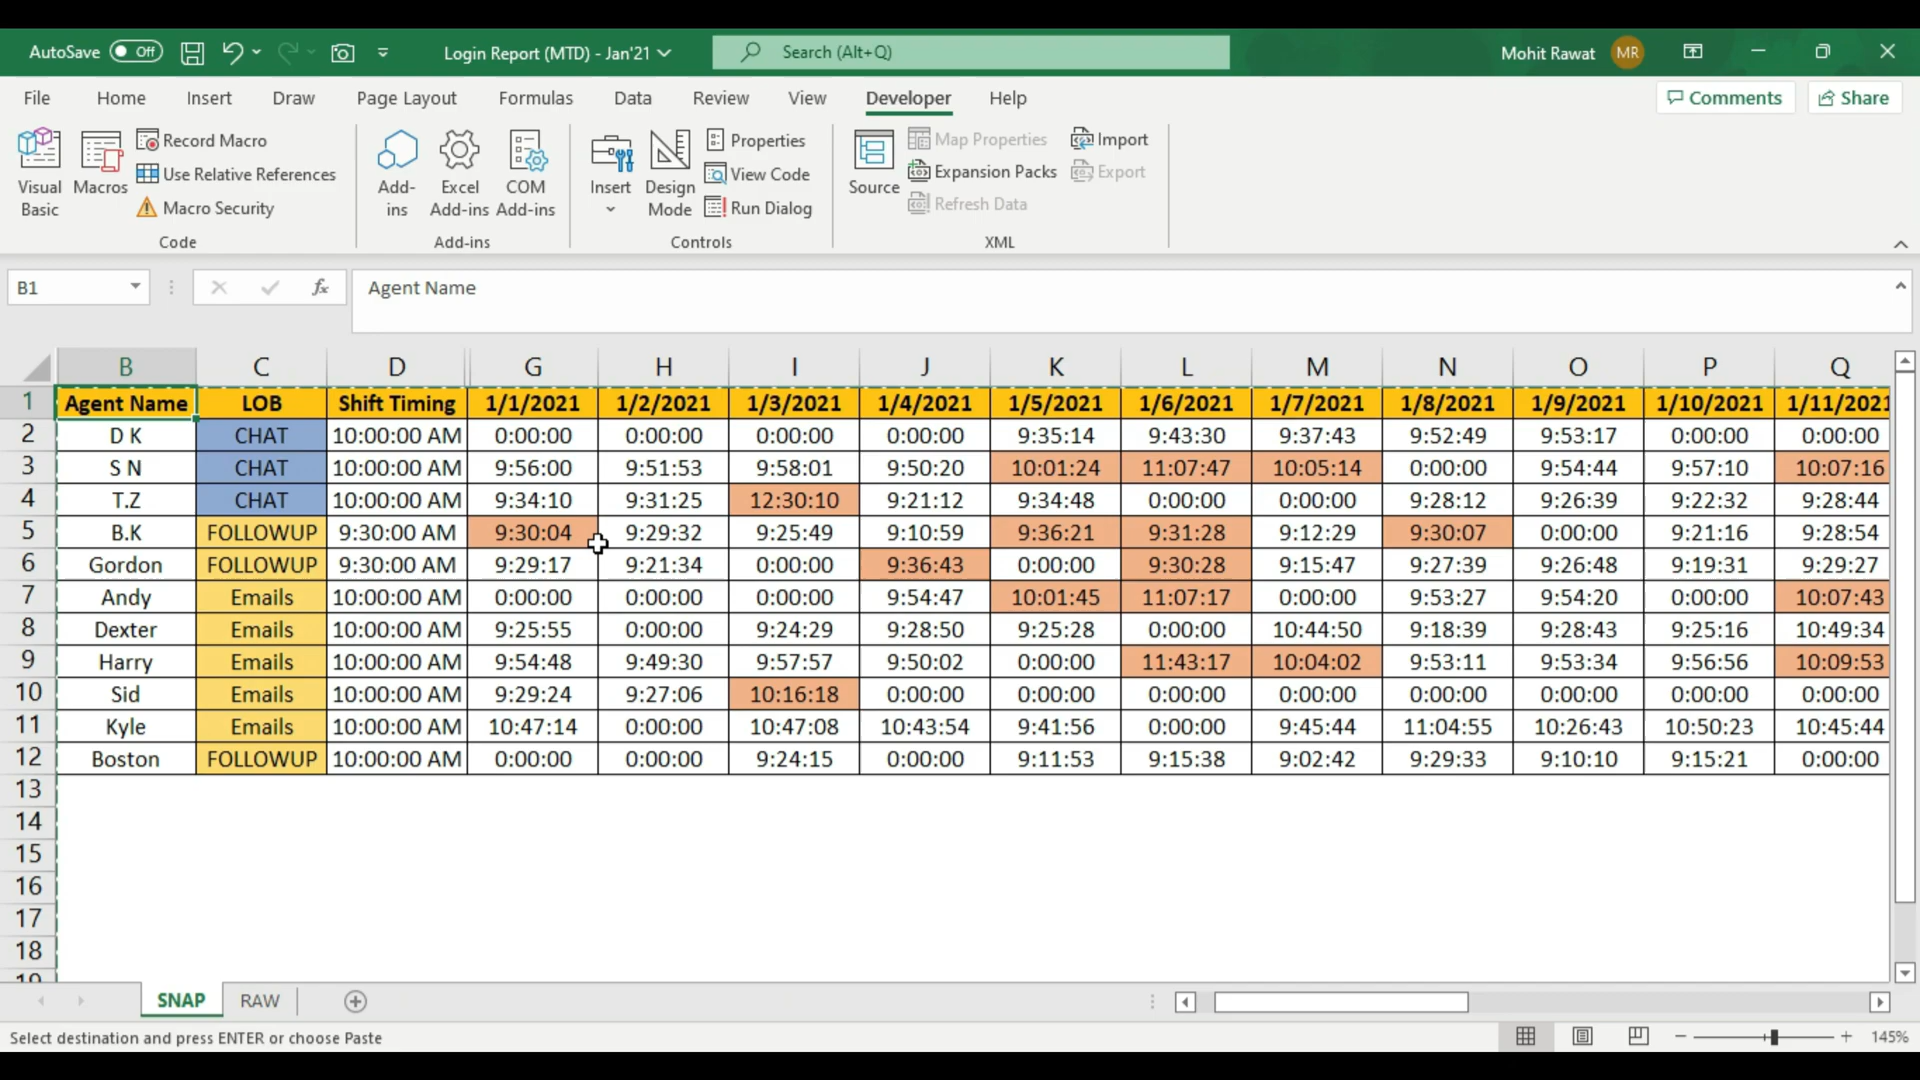 AutoSave Off Login Report (MTD) - Jan'21 Search (Alt+Q) Mohit Rawat MR
File Home Insert Draw Page Layout Formulas Data Review View Developer Help Comments Share
Visual Basic
Macros
Record Macro
Use Relative References
Macro Security
Code
Add-ins
Excel Add-ins
COM Add-ins
Add-ins
Insert
Design Mode
Properties
View Code
Run Dialog
Controls
Source
Map Properties
Expansion Packs
Refresh Data
Import
Export
XML
B1 fx Agent Name
B C D G H I J K L M N O P Q
1 Agent Name LOB Shift Timing 1/1/2021 1/2/2021 1/3/2021 1/4/2021 1/5/2021 1/6/2021 1/7/2021 1/8/2021 1/9/2021 1/10/2021 1/11/2021
2 D K CHAT 10:00:00 AM 0:00:00 0:00:00 0:00:00 0:00:00 9:35:14 9:43:30 9:37:43 9:52:49 9:53:17 0:00:00 0:00:00
3 S N CHAT 10:00:00 AM 9:56:00 9:51:53 9:58:01 9:50:20 10:01:24 11:07:47 10:05:14 0:00:00 9:54:44 9:57:10 10:07:16
4 T.Z CHAT 10:00:00 AM 9:34:10 9:31:25 12:30:10 9:21:12 9:34:48 0:00:00 0:00:00 9:28:12 9:26:39 9:22:32 9:28:44
5 B.K FOLLOWUP 9:30:00 AM 9:30:04 9:29:32 9:25:49 9:10:59 9:36:21 9:31:28 9:12:29 9:30:07 0:00:00 9:21:16 9:28:54
6 Gordon FOLLOWUP 9:30:00 AM 9:29:17 9:21:34 0:00:00 9:36:43 0:00:00 9:30:28 9:15:47 9:27:39 9:26:48 9:19:31 9:29:27
7 Andy Emails 10:00:00 AM 0:00:00 0:00:00 0:00:00 9:54:47 10:01:45 11:07:17 0:00:00 9:53:27 9:54:20 0:00:00 10:07:43
8 Dexter Emails 10:00:00 AM 9:25:55 0:00:00 9:24:29 9:28:50 9:25:28 0:00:00 10:44:50 9:18:39 9:28:43 9:25:16 10:49:34
9 Harry Emails 10:00:00 AM 9:54:48 9:49:30 9:57:57 9:50:02 0:00:00 11:43:17 10:04:02 9:53:11 9:53:34 9:56:56 10:09:53
10 Sid Emails 10:00:00 AM 9:29:24 9:27:06 10:16:18 0:00:00 0:00:00 0:00:00 0:00:00 0:00:00 0:00:00 0:00:00 0:00:00
11 Kyle Emails 10:00:00 AM 10:47:14 0:00:00 10:47:08 10:43:54 9:41:56 0:00:00 9:45:44 11:04:55 10:26:43 10:50:23 10:45:44
12 Boston FOLLOWUP 10:00:00 AM 0:00:00 0:00:00 9:24:15 0:00:00 9:11:53 9:15:38 9:02:42 9:29:33 9:10:10 9:15:21 0:00:00
13
14
15
16
17
18
19
SNAP RAW
Select destination and press ENTER or choose Paste 145%